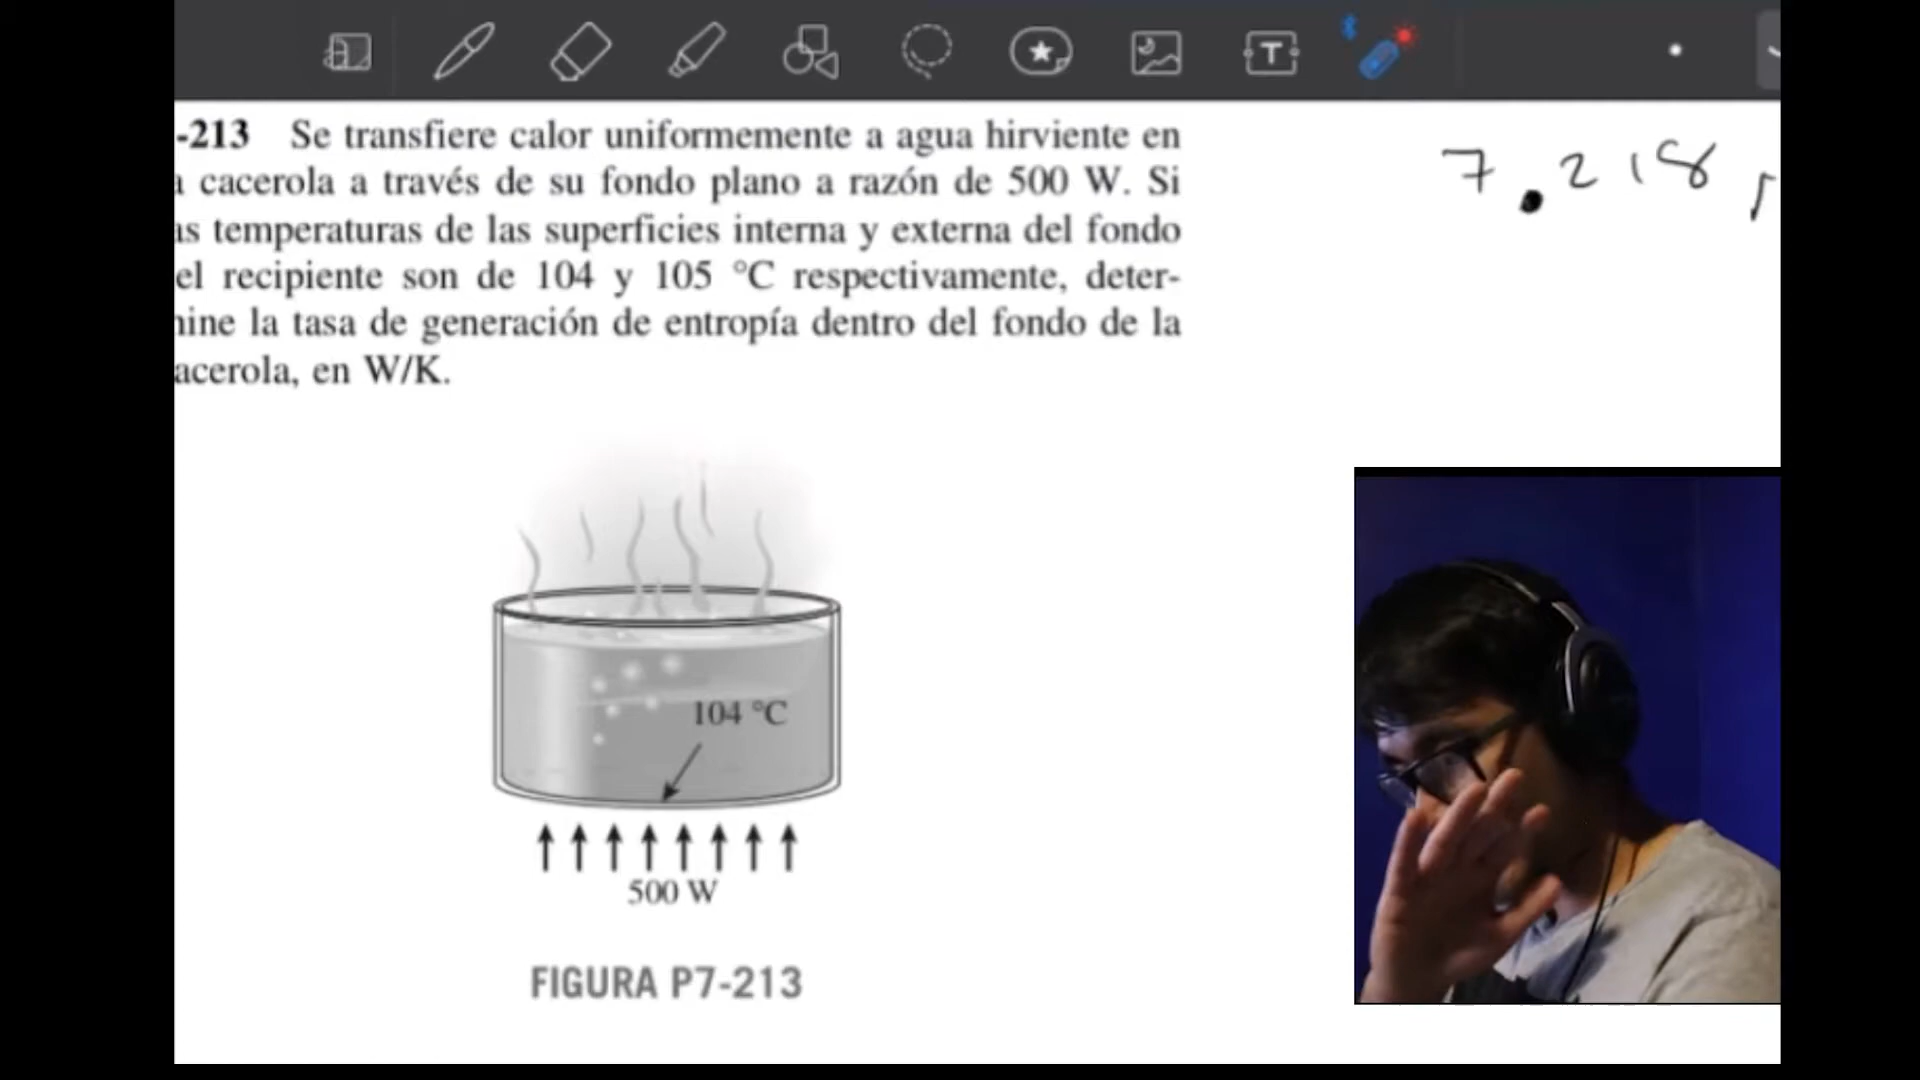 -213 Se transfiere calor uniformemente a agua hirviente en
cacerola a través de su fondo plano a razón de 500 W. Si
as temperaturas de las superficies interna y externa del fondo
el recipiente son de 104 y 105 °C respectivamente, deter-
nine la tasa de generación de entropía dentro del fondo de la
acerola, en W/K.
7.218,
104 °C
500 W
FIGURA P7-213